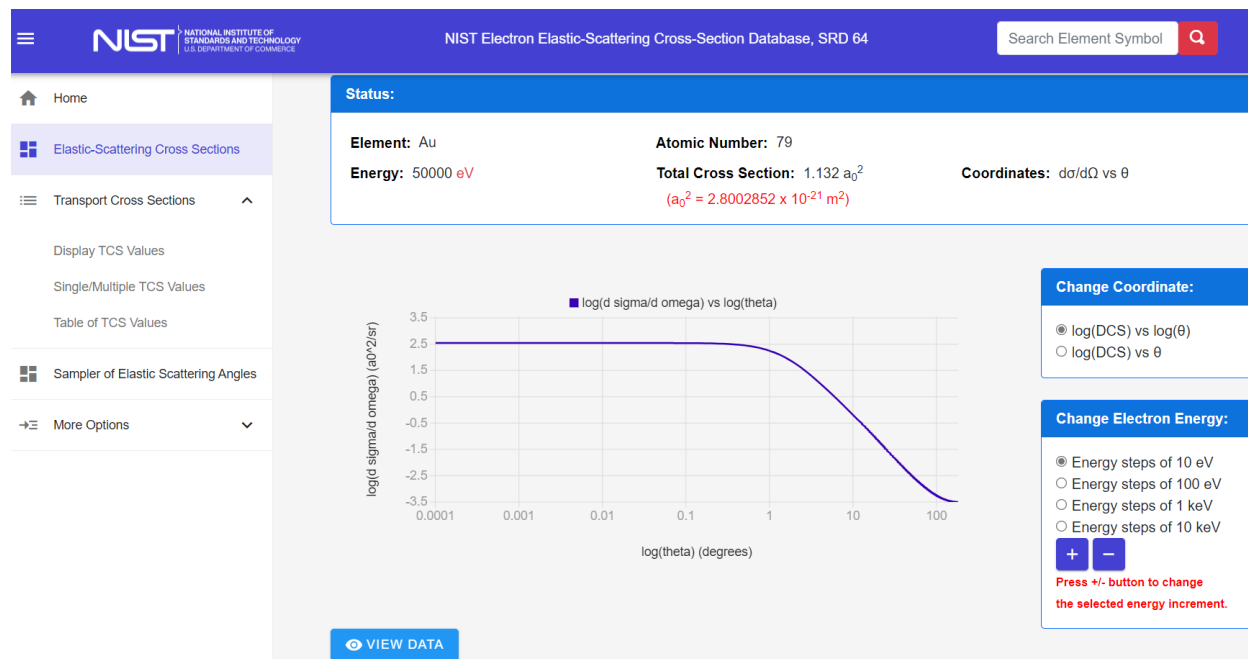 NIST
NATIONAL INSTITUTE OF
STANDARDS AND TECHNOLOGY
U.S. DEPARTMENT OF COMMERCE
NIST Electron Elastic-Scattering Cross-Section Database, SRD 64
Search Element Symbol
Home
Elastic-Scattering Cross Sections
Transport Cross Sections
Display TCS Values
Single/Multiple TCS Values
Table of TCS Values
Sampler of Elastic Scattering Angles
More Options
Status:
Element: Au
Atomic Number: 79
Energy: 50000 eV
Total Cross Section: 1.132 a₀²
Coordinates: dσ/dΩ vs θ
(a₀² = 2.8002852 x 10⁻²¹ m²)
log(d sigma/d omega) vs log(theta)
log(d sigma/d omega) (a0^2/sr)
3.5
2.5
1.5
0.5
-0.5
-1.5
-2.5
-3.5
0.0001 0.001 0.01 0.1 1 10 100
log(theta) (degrees)
Change Coordinate:
log(DCS) vs log(θ)
log(DCS) vs θ
Change Electron Energy:
Energy steps of 10 eV
Energy steps of 100 eV
Energy steps of 1 keV
Energy steps of 10 keV
+ −
Press +/- button to change
the selected energy increment.
VIEW DATA